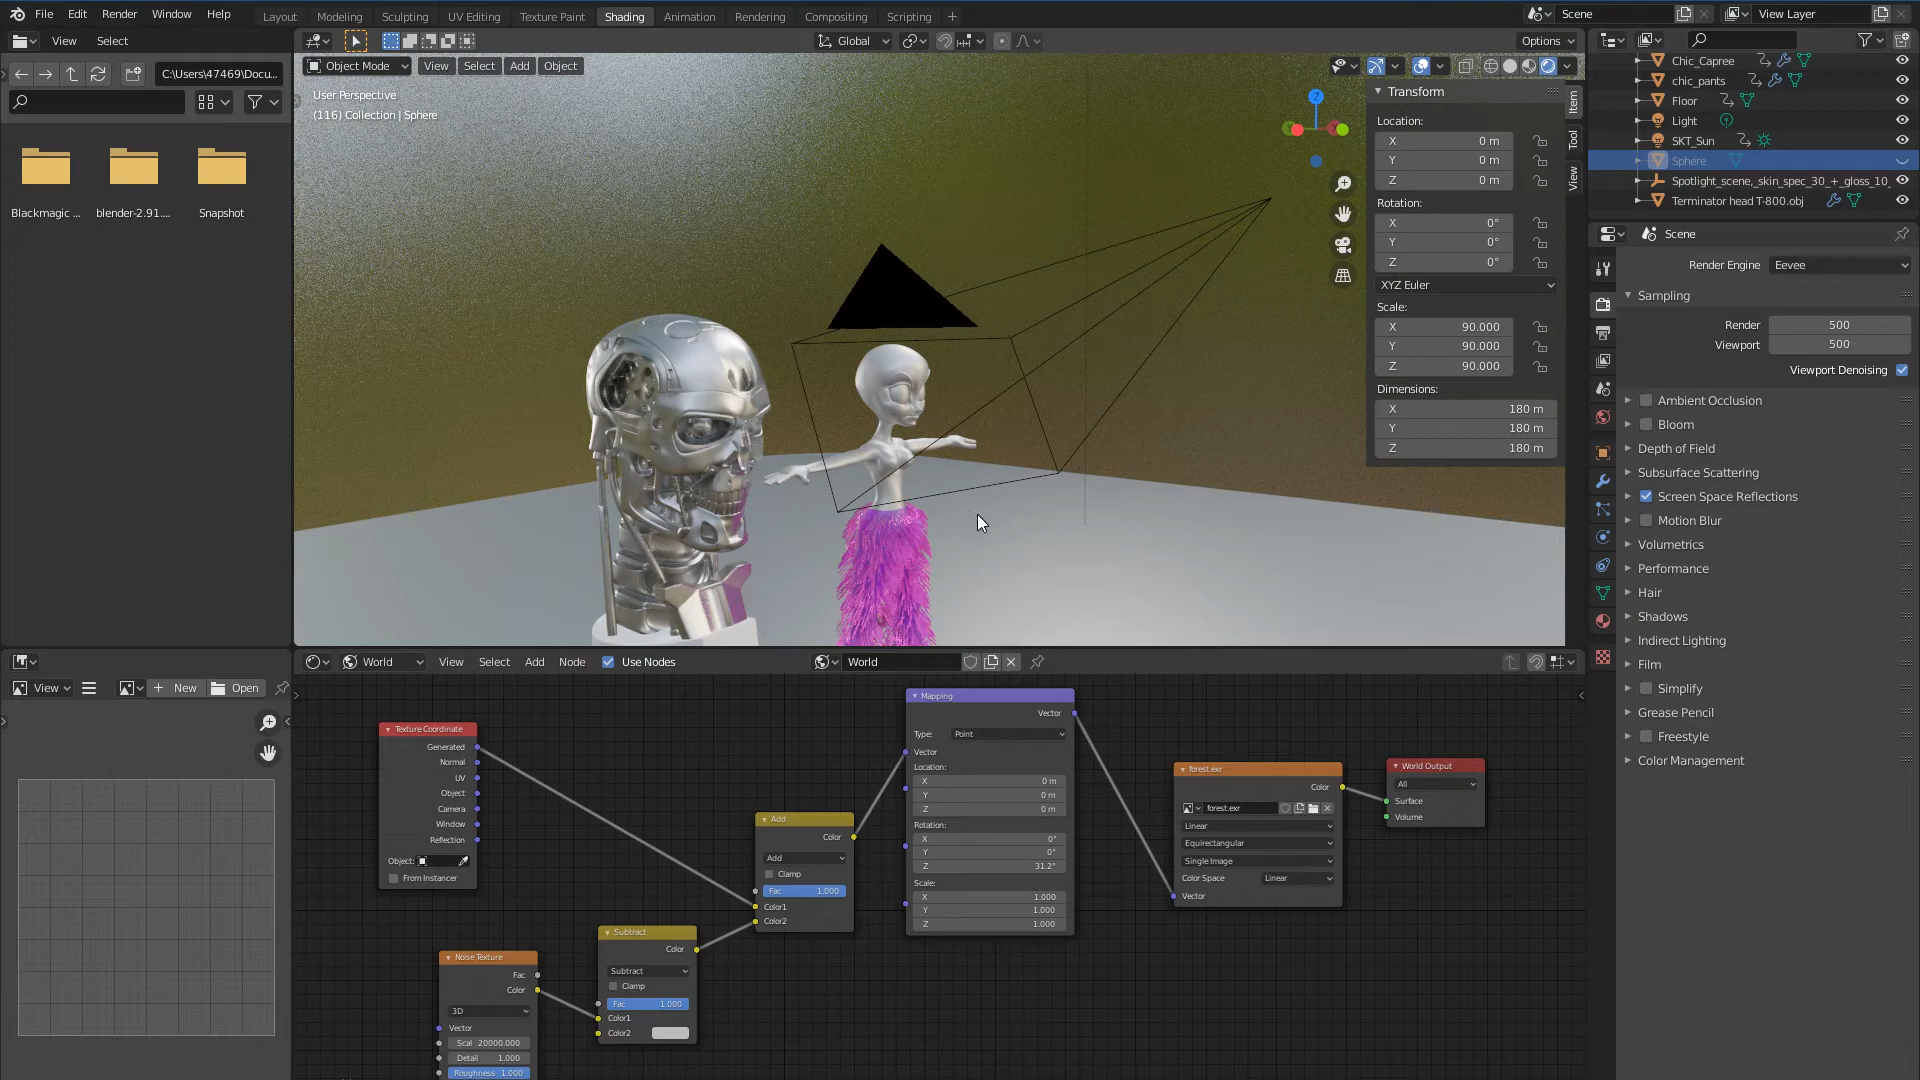 File Edit Render Window Help
Layout Modeling Sculpting UV Editing Texture Paint Shading Animation Rendering Compositing Scripting +
Scene
View Layer
View Select
Global
Options
C:\Users\47469\Docu...
Object Mode View Select Add Object
User Perspective
(116) Collection | Sphere
Blackmagic ... blender-2.91.... Snapshot
Z
Transform
Location:
X 0 m
Y 0 m
Z 0 m
Rotation:
X 0°
Y 0°
Z 0°
XYZ Euler
Scale:
X 90.000
Y 90.000
Z 90.000
Dimensions:
X 180 m
Y 180 m
Z 180 m
Item
Tool
View
Chic_Capree
chic_pants
Floor
Light
SKT_Sun
Sphere
Spotlight_scene,_skin_spec_30_+_gloss_10_
Terminator head T-800.obj
Scene
Render Engine Eevee
Sampling
Render 500
Viewport 500
Viewport Denoising
Ambient Occlusion
Bloom
Depth of Field
Subsurface Scattering
Screen Space Reflections
Motion Blur
Volumetrics
Performance
Hair
Shadows
Indirect Lighting
Film
Simplify
Grease Pencil
Freestyle
Color Management
View New Open
World View Select Add Node Use Nodes World
Texture Coordinate
Generated
Normal
UV
Object
Camera
Window
Reflection
Object:
From Instancer
Noise Texture
Fac
Color
3D
Vector
Scal 20000.000
Detail 1.000
Roughness 1.000
Subtract
Color
Subtract
Clamp
Fac 1.000
Color1
Color2
Add
Color
Add
Clamp
Fac 1.000
Color1
Color2
Mapping
Vector
Type: Point
Vector
Location:
X 0 m
Y 0 m
Z 0 m
Rotation:
X 0°
Y 0°
Z 31.2°
Scale:
X 1.000
Y 1.000
Z 1.000
forest.exr
Color
forest.exr
Linear
Equirectangular
Single Image
Color Space Linear
Vector
World Output
All
Surface
Volume